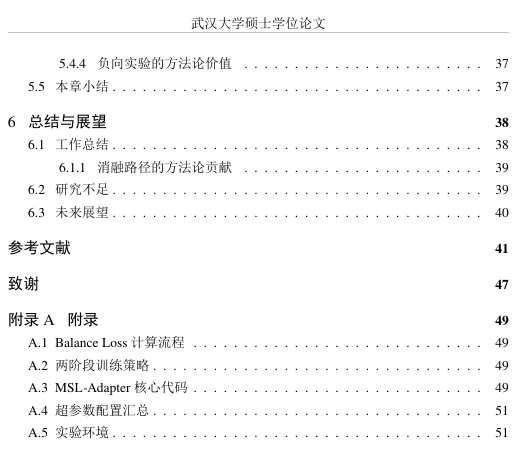 武汉大学硕士学位论文
5.4.4 负向实验的方法论价值 . . . . . . . . . . . . . . . . . . . . . . . . . . 37
5.5 本章小结 . . . . . . . . . . . . . . . . . . . . . . . . . . . . . . . . . 37
6 总结与展望 38
6.1 工作总结 . . . . . . . . . . . . . . . . . . . . . . . . . . . . . . . . . 38
6.1.1 消融路径的方法论贡献 . . . . . . . . . . . . . . . . . . . . . . . . . . 39
6.2 研究不足 . . . . . . . . . . . . . . . . . . . . . . . . . . . . . . . . . 39
6.3 未来展望 . . . . . . . . . . . . . . . . . . . . . . . . . . . . . . . . . 40
参考文献 41
致谢 47
附录 A 附录 49
A.1 Balance Loss 计算流程 . . . . . . . . . . . . . . . . . . . . . . . . 49
A.2 两阶段训练策略 . . . . . . . . . . . . . . . . . . . . . . . . . . . . 49
A.3 MSL-Adapter 核心代码 . . . . . . . . . . . . . . . . . . . . . . . . 49
A.4 超参数配置汇总 . . . . . . . . . . . . . . . . . . . . . . . . . . . . 51
A.5 实验环境 . . . . . . . . . . . . . . . . . . . . . . . . . . . . . . . . . 51